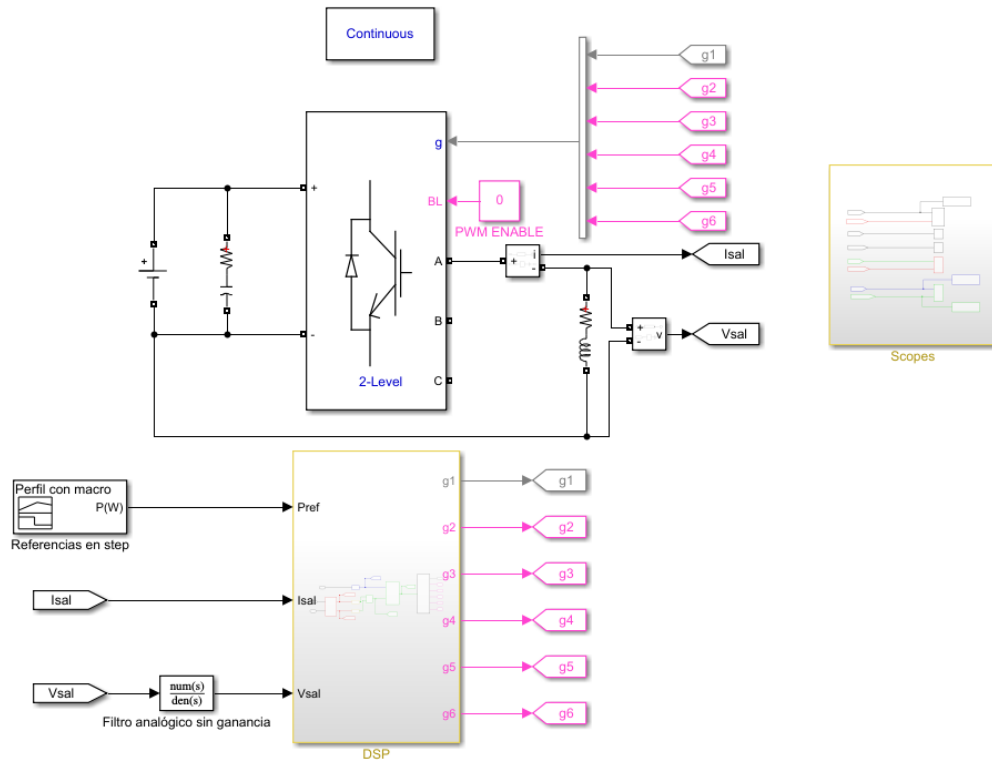 Continuous
g1
g2
g3
g4
g5
g6
g
BL
0
PWM ENABLE
+
-
+
A
B
C
2-Level
+
i
-
Isal
+
-
v
Vsal
Scopes
Perfil con macro
P(W)
Referencias en step
Isal
Vsal
num(s)
den(s)
Filtro analógico sin ganancia
Pref
Isal
Vsal
g1
g2
g3
g4
g5
g6
DSP
g1
g2
g3
g4
g5
g6